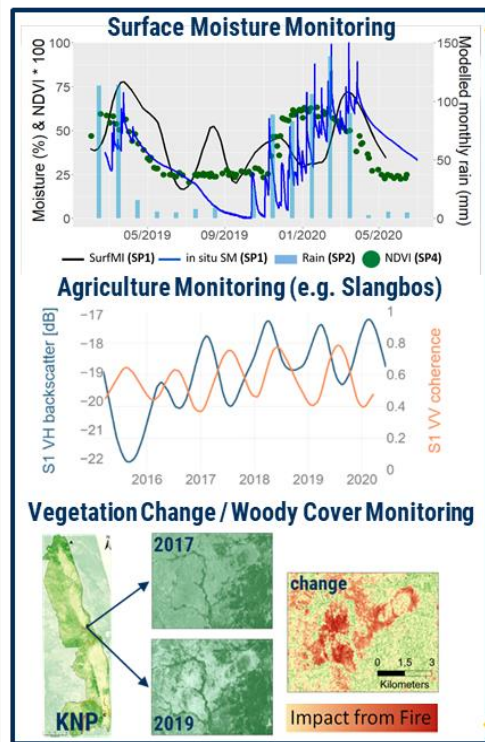 Surface Moisture Monitoring
Moisture (%) & NDVI * 100
100
75
50
25
0
150
100
50
0
Modelled monthly rain (mm)
05/2019 09/2019 01/2020 05/2020
SurfMI (SP1) in situ SM (SP1) Rain (SP2) NDVI (SP4)
Agriculture Monitoring (e.g. Slangbos)
S1 VH backscatter [dB]
−17
−18
−19
−20
−21
−22
1
0.8
0.6
0.4
0.2
0
S1 VV coherence
2016 2017 2018 2019 2020
Vegetation Change / Woody Cover Monitoring
KNP
2017
2019
change
0 1.5 3
Kilometers
Impact from Fire